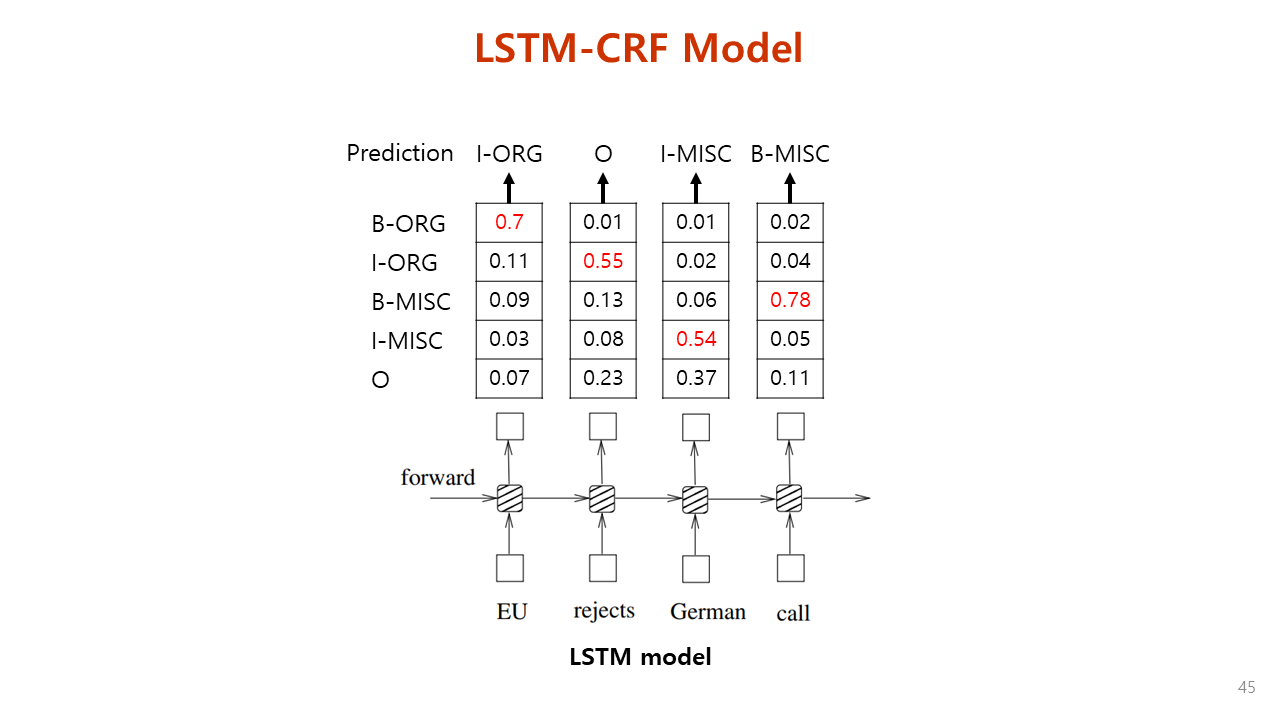 LSTM-CRF Model
Prediction I-ORG O I-MISC B-MISC
B-ORG 0.7 0.01 0.01 0.02
I-ORG 0.11 0.55 0.02 0.04
B-MISC 0.09 0.13 0.06 0.78
I-MISC 0.03 0.08 0.54 0.05
O 0.07 0.23 0.37 0.11
forward
EU rejects German call
LSTM model
45